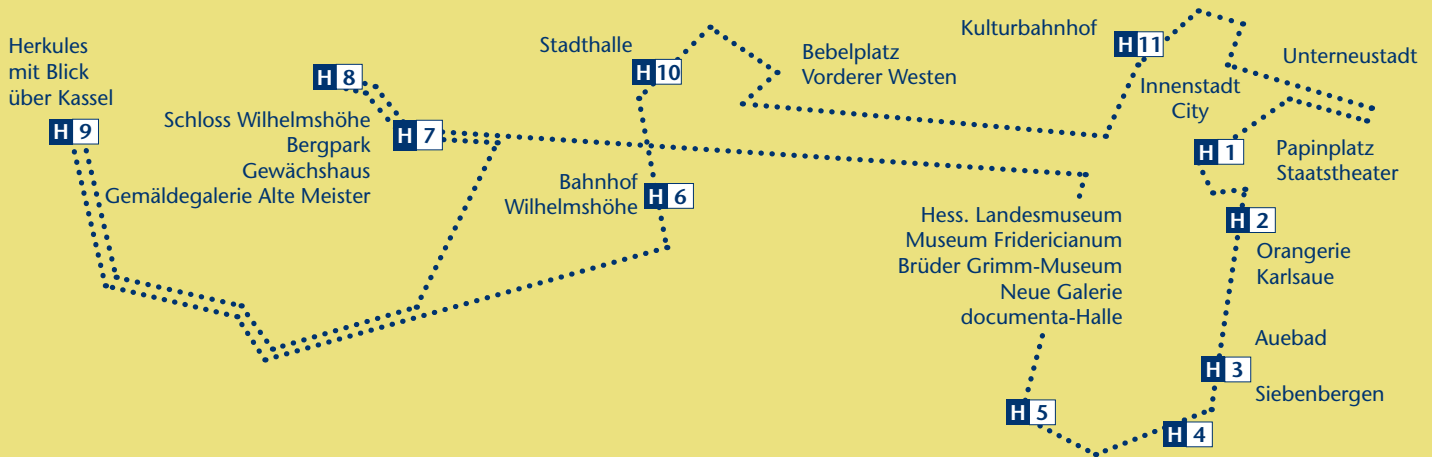 Herkules
mit Blick
über Kassel
H 9
H 8
Schloss Wilhelmshöhe
Bergpark
Gewächshaus
Gemäldegalerie Alte Meister
H 7
Stadthalle
H 10
Bahnhof
Wilhelmshöhe
H 6
Bebelplatz
Vorderer Westen
Kulturbahnhof
H 11
Innenstadt
City
Unterneustadt
H 1
Papinplatz
Staatstheater
H 2
Orangerie
Karlsaue
Hess. Landesmuseum
Museum Fridericianum
Brüder Grimm-Museum
Neue Galerie
documenta-Halle
Auebad
H 3
Siebenbergen
H 4
H 5